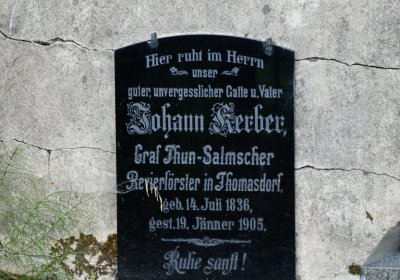 Hier ruht im Herrn
unser
guter, unvergesslicher Gatte u. Vater
Johann Kerber,
Graf Thun-Salmscher
Revierförster in Thomasdorf,
geb. 14. Juli 1836,
gest. 19. Jänner 1905.
Ruhe sanft!